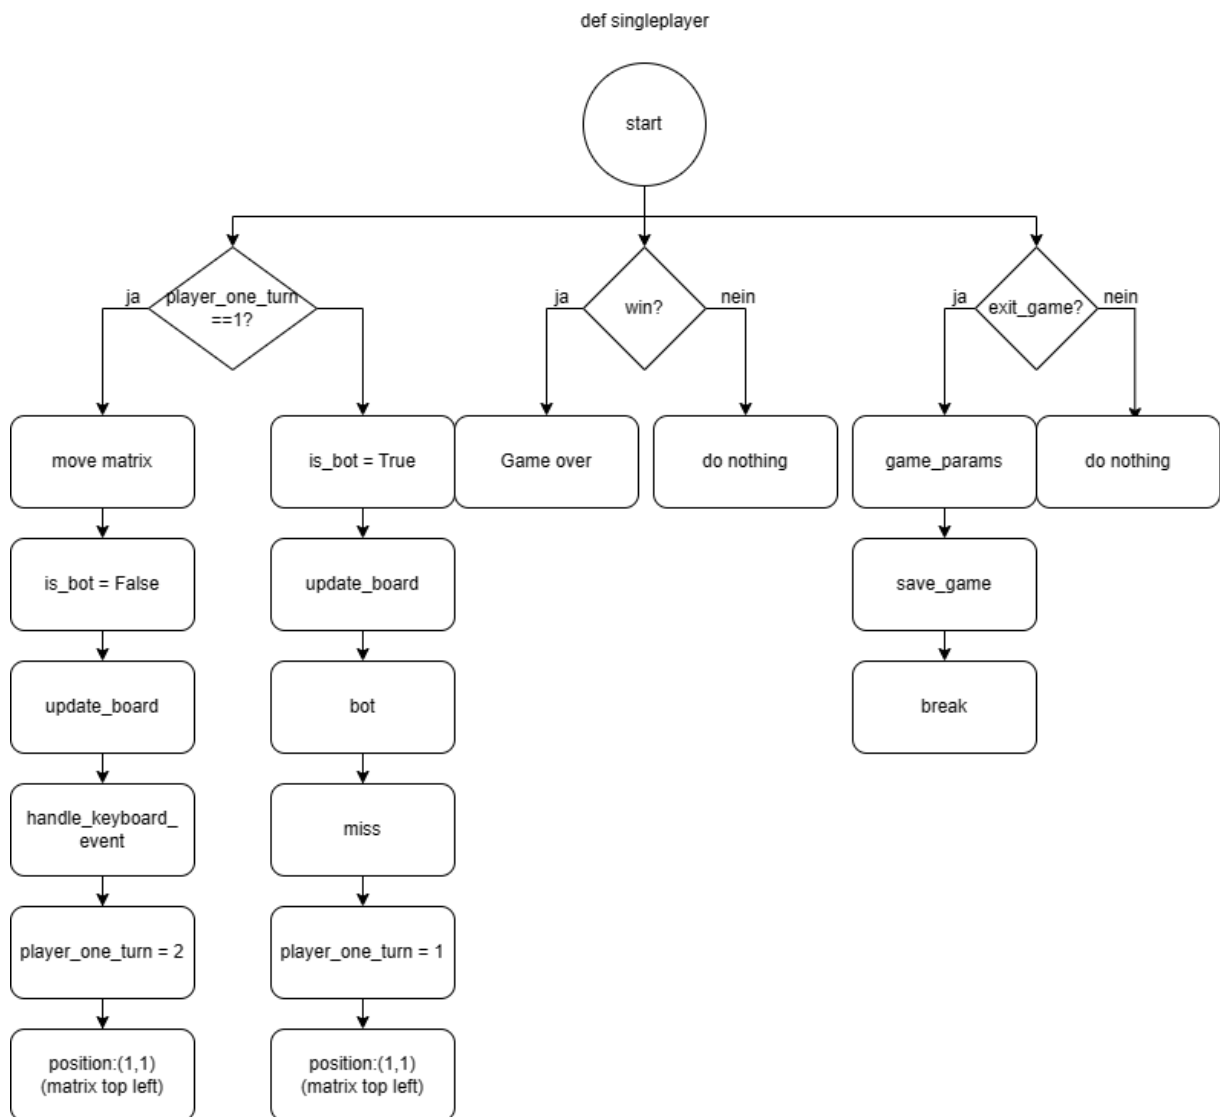 def singleplayer
start
ja
player_one_turn
==1?
ja
win?
nein
ja
exit_game?
nein
move matrix
is_bot = True
Game over
do nothing
game_params
do nothing
is_bot = False
update_board
save_game
update_board
bot
break
handle_keyboard_
event
miss
player_one_turn = 2
player_one_turn = 1
position:(1,1)
(matrix top left)
position:(1,1)
(matrix top left)